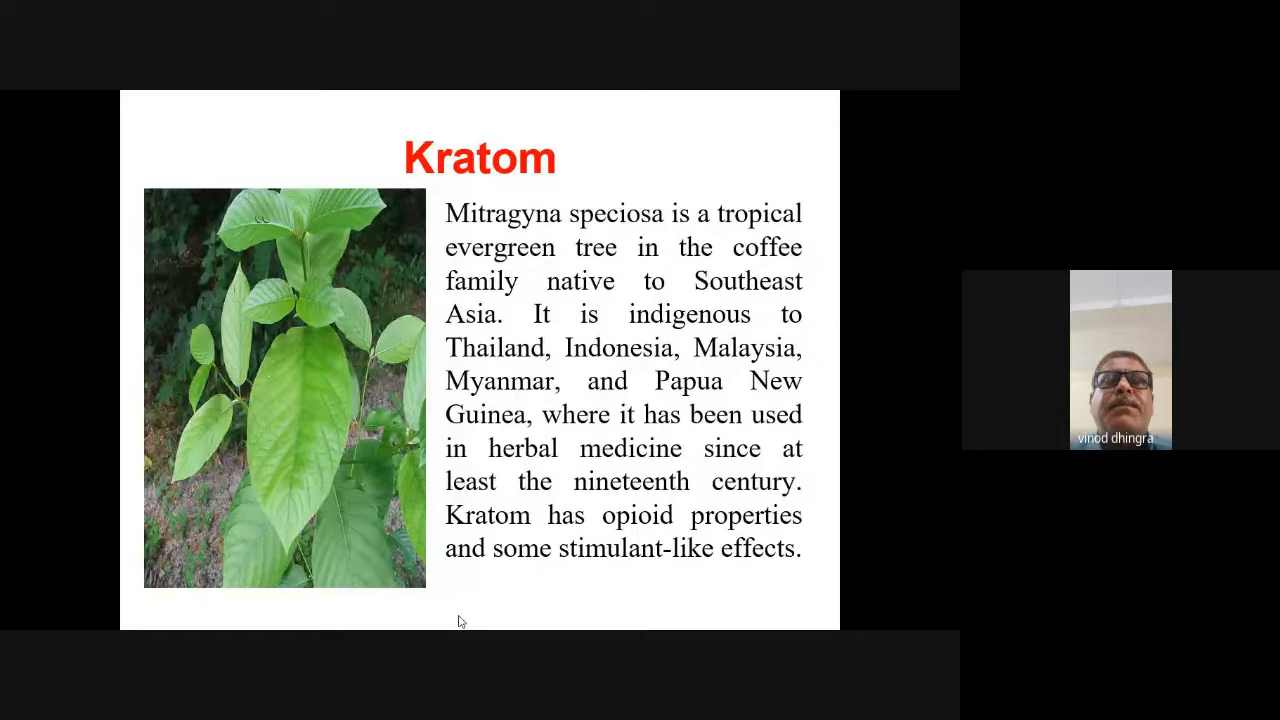 Kratom
Mitragyna speciosa is a tropical
evergreen tree in the coffee
family native to Southeast
Asia. It is indigenous to
Thailand, Indonesia, Malaysia,
Myanmar, and Papua New
Guinea, where it has been used
in herbal medicine since at
least the nineteenth century.
Kratom has opioid properties
and some stimulant-like effects.
vinod dhingra